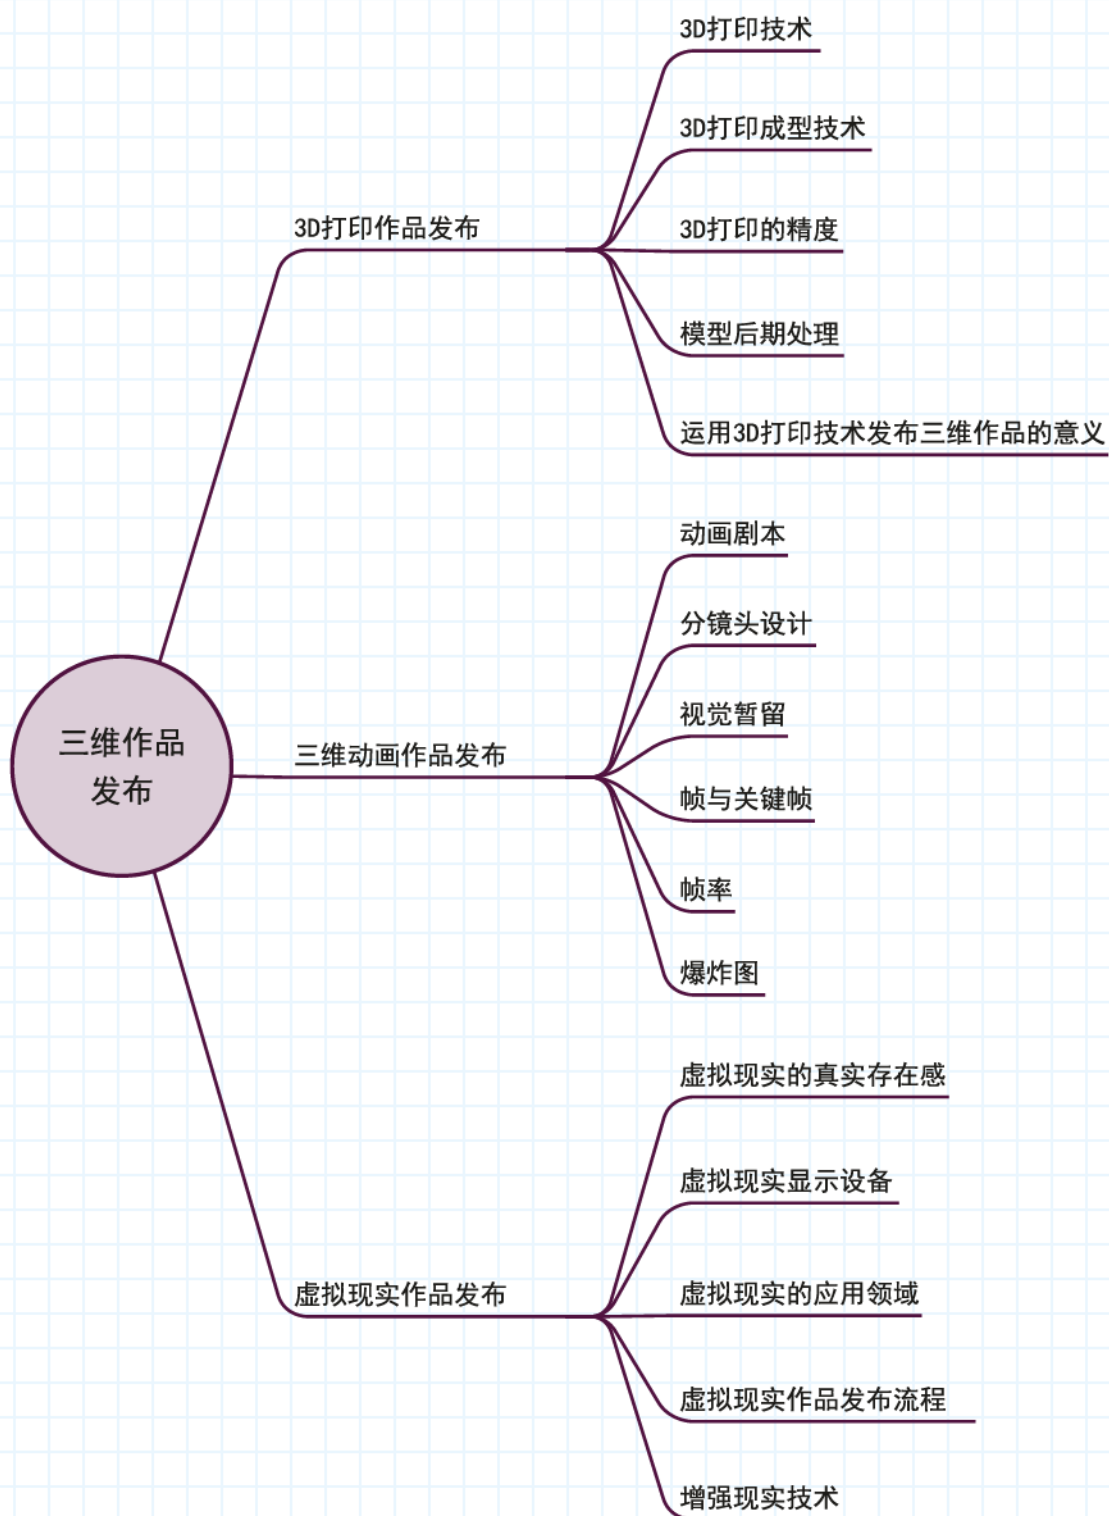 三维作品
发布
3D打印作品发布
3D打印技术
3D打印成型技术
3D打印的精度
模型后期处理
运用3D打印技术发布三维作品的意义
三维动画作品发布
动画剧本
分镜头设计
视觉暂留
帧与关键帧
帧率
爆炸图
虚拟现实作品发布
虚拟现实的真实存在感
虚拟现实显示设备
虚拟现实的应用领域
虚拟现实作品发布流程
增强现实技术